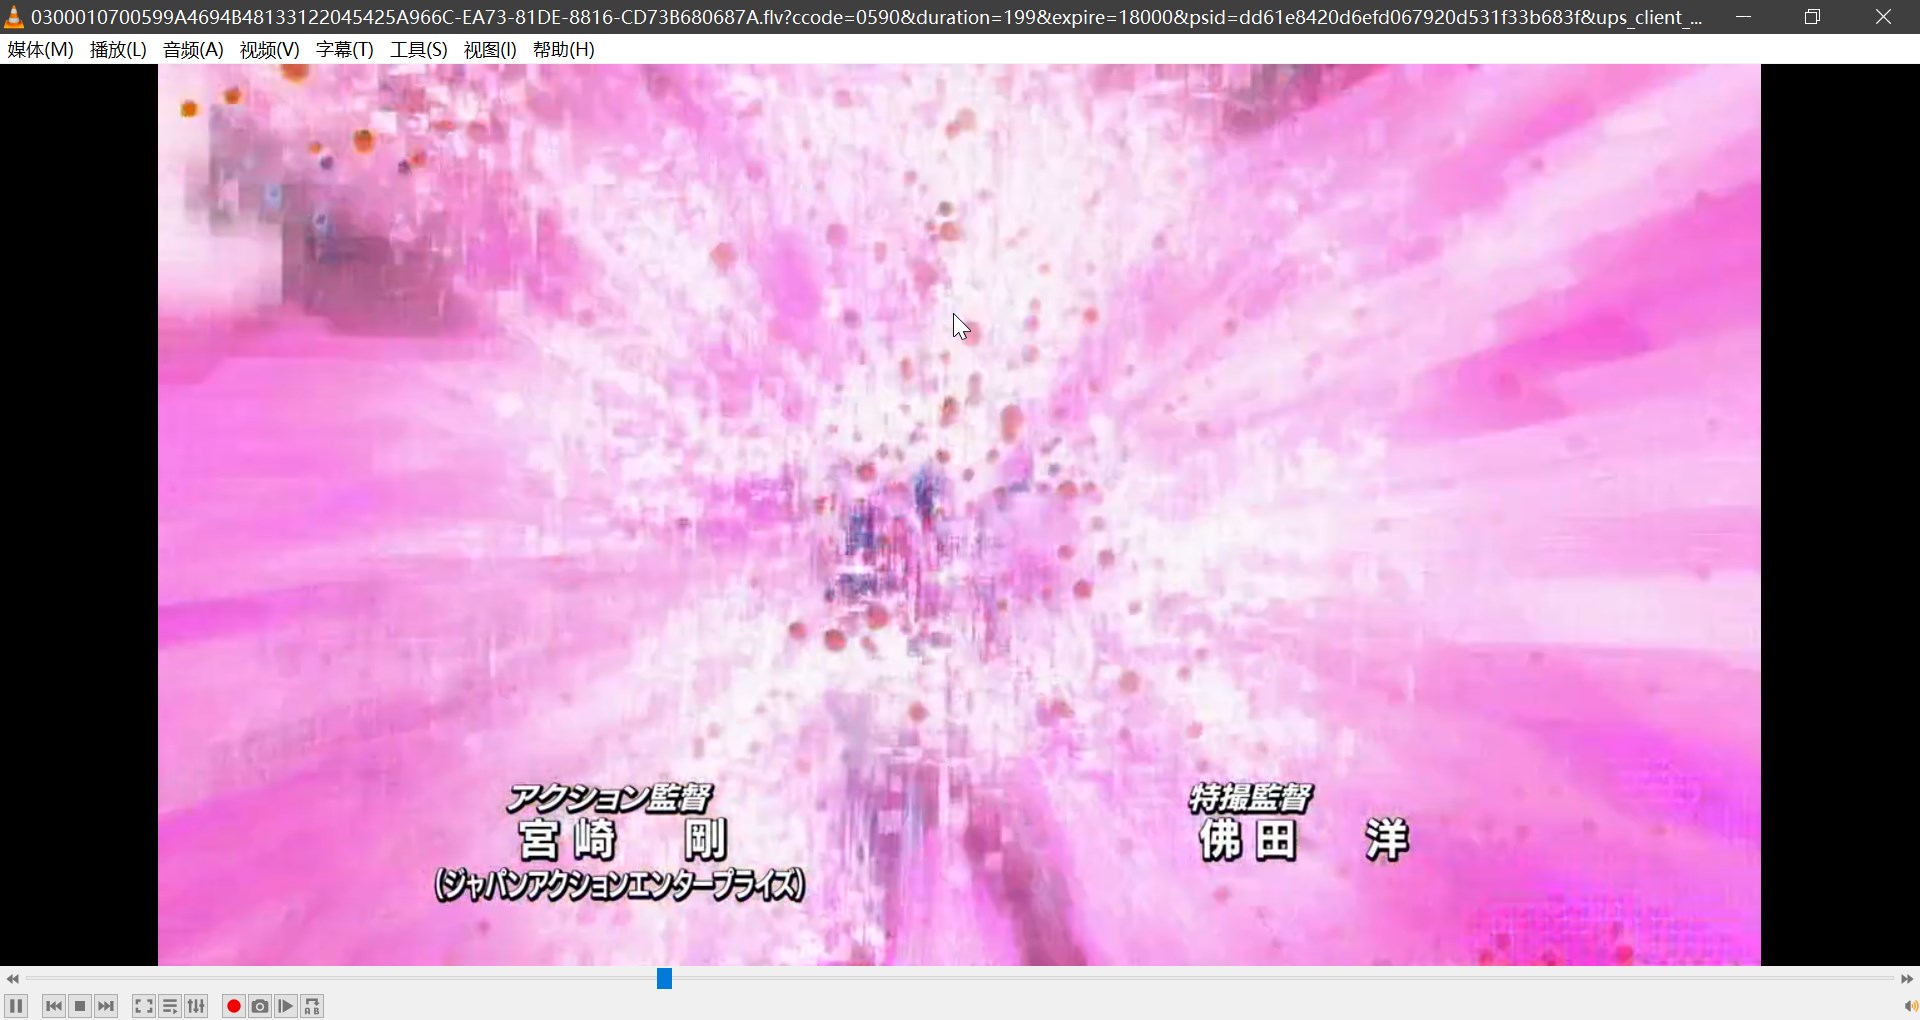 0300010700599A4694B48133122045425A966C-EA73-81DE-8816-CD73B680687A.flv?ccode=0590&duration=199&expire=18000&psid=dd61e8420d6efd067920d531f33b683f&ups_client_...
媒体(M) 播放(L) 音频(A) 视频(V) 字幕(T) 工具(S) 视图(I) 帮助(H)
アクション監督
宮崎 剛
(ジャパンアクションエンタープライズ)
特撮監督
佛田 洋